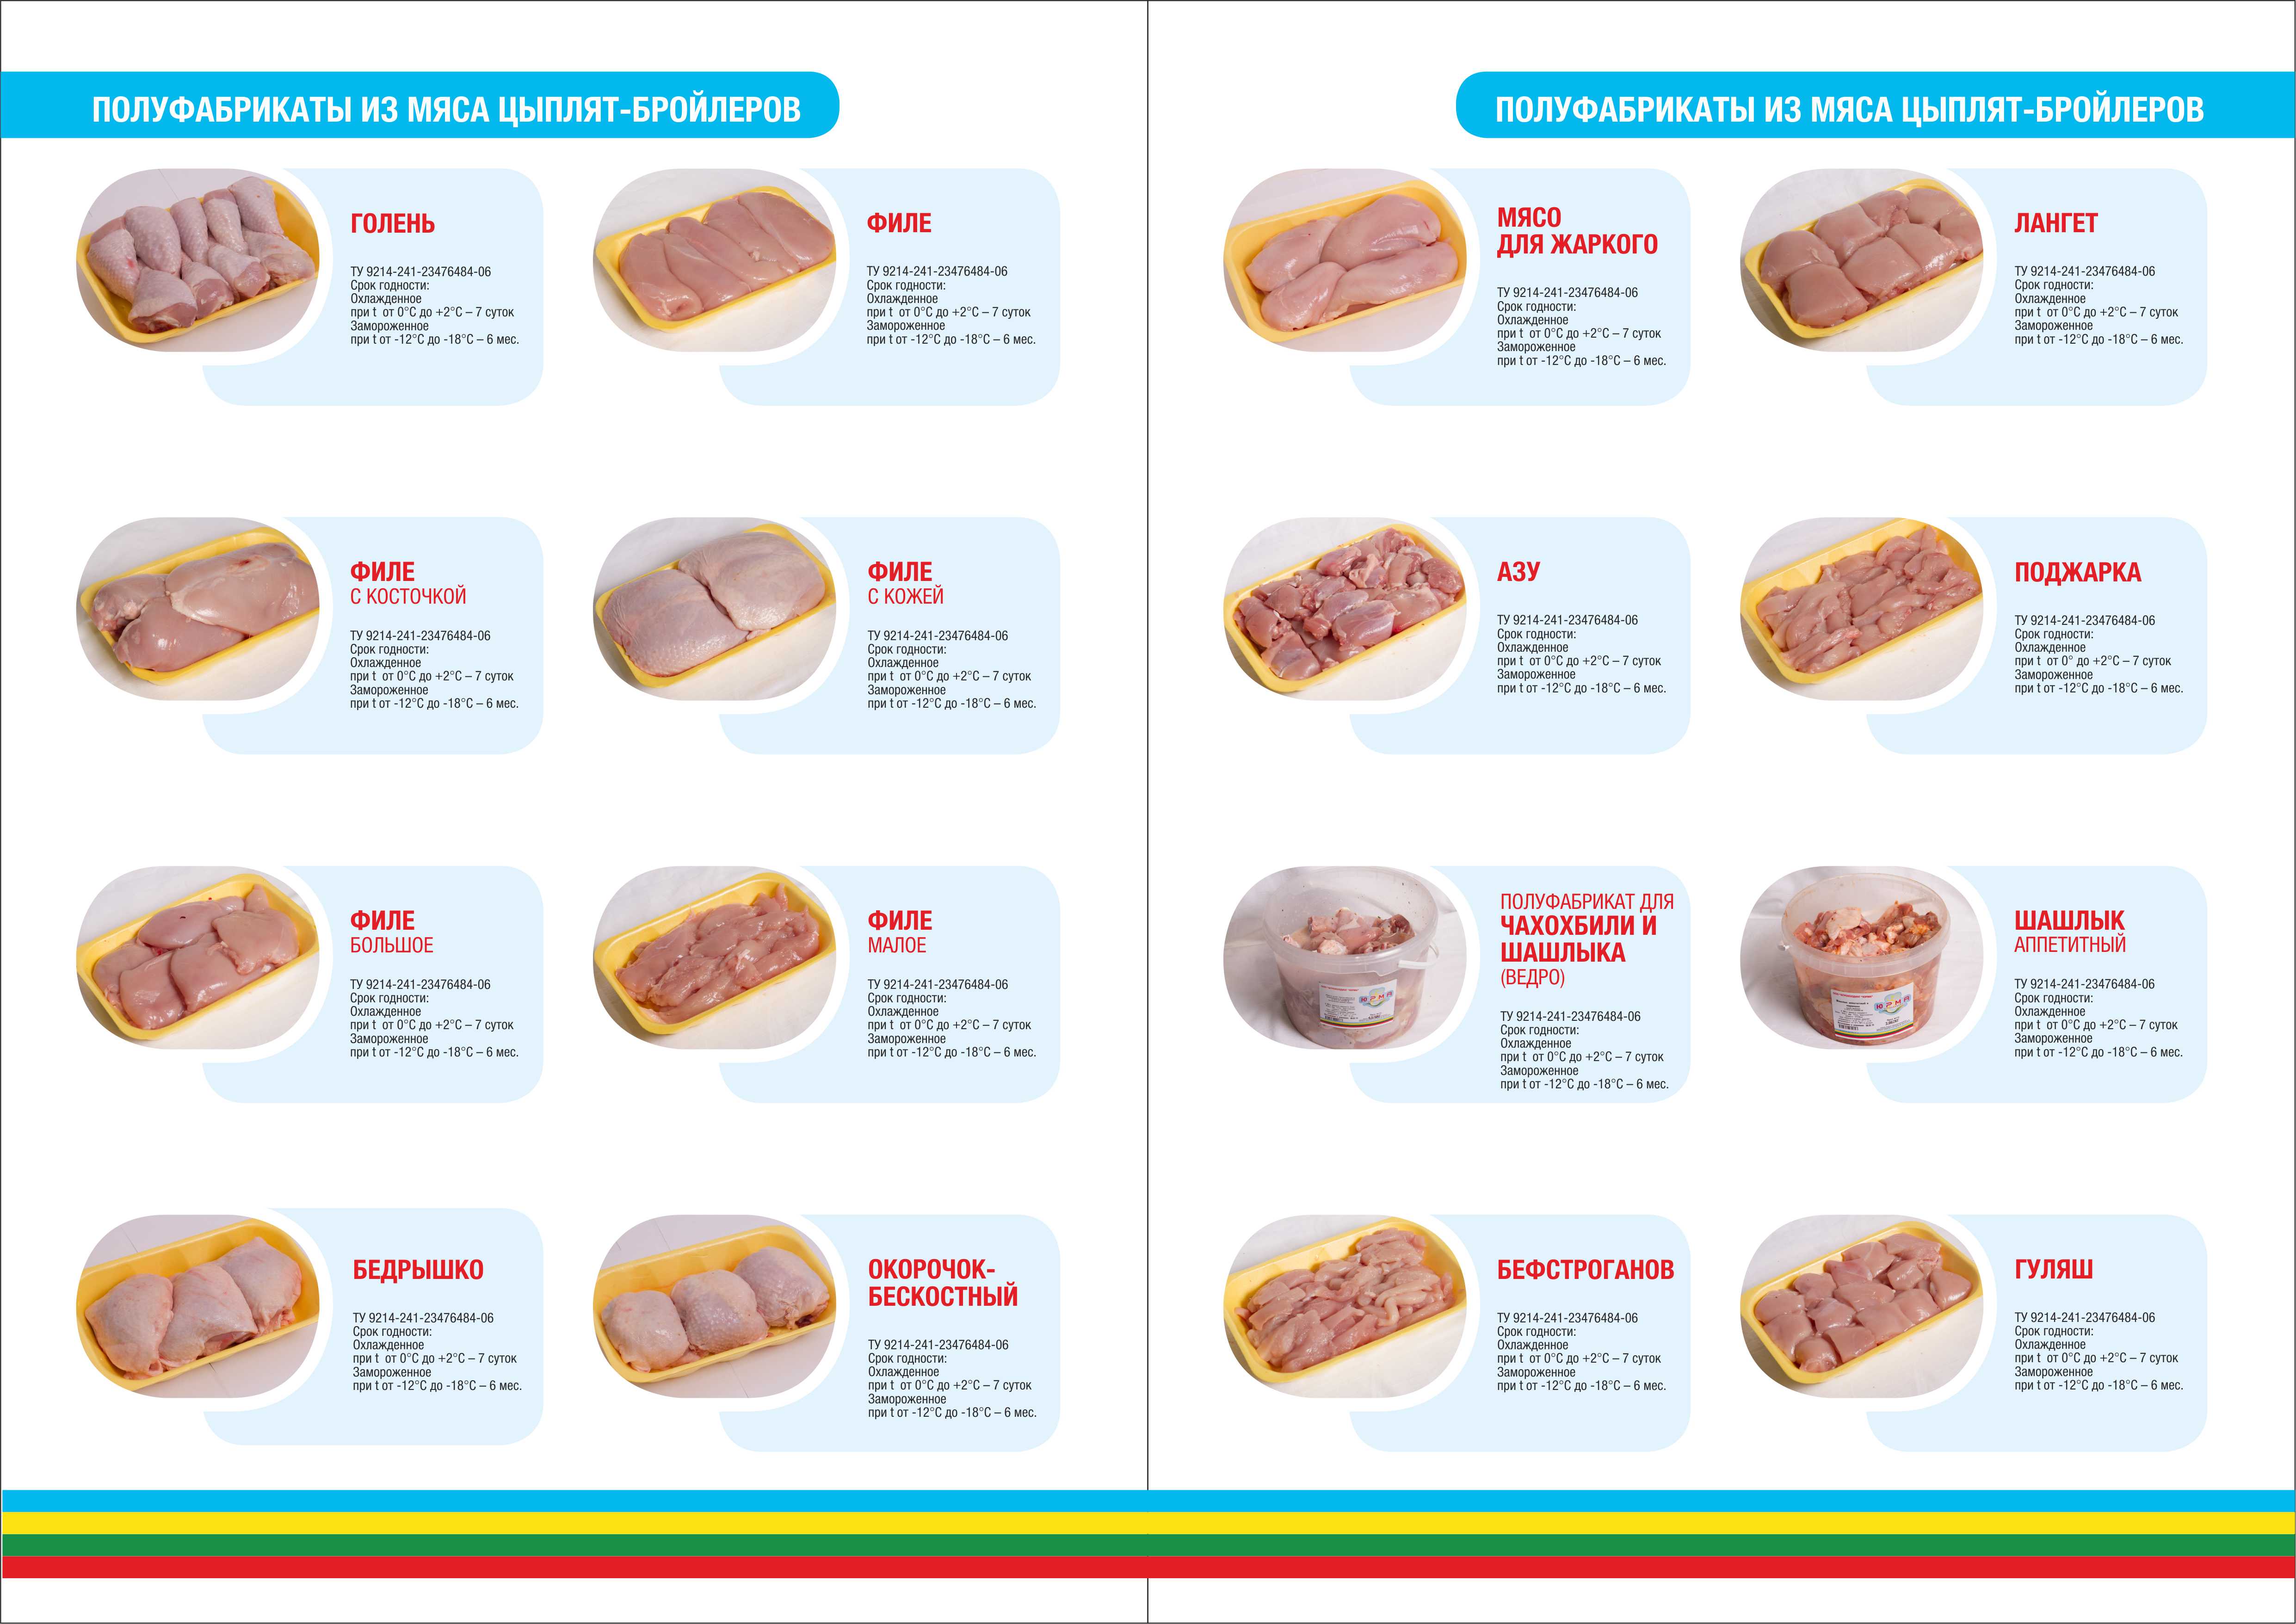 ПОЛУФАБРИКАТЫ ИЗ МЯСА ЦЫПЛЯТ-БРОЙЛЕРОВ
ГОЛЕНЬ
ТУ 9214-241-23476484-06
Срок годности:
Охлажденное
при t от 0°С до +2°С – 7 суток
Замороженное
при t от -12°С до -18°С – 6 мес.
ФИЛЕ
ТУ 9214-241-23476484-06
Срок годности:
Охлажденное
при t от 0°С до +2°С – 7 суток
Замороженное
при t от -12°С до -18°С – 6 мес.
ФИЛЕ
С КОСТОЧКОЙ
ТУ 9214-241-23476484-06
Срок годности:
Охлажденное
при t от 0°С до +2°С – 7 суток
Замороженное
при t от -12°С до -18°С – 6 мес.
ФИЛЕ
С КОЖЕЙ
ТУ 9214-241-23476484-06
Срок годности:
Охлажденное
при t от 0°С до +2°С – 7 суток
Замороженное
при t от -12°С до -18°С – 6 мес.
ФИЛЕ
БОЛЬШОЕ
ТУ 9214-241-23476484-06
Срок годности:
Охлажденное
при t от 0°С до +2°С – 7 суток
Замороженное
при t от -12°С до -18°С – 6 мес.
ФИЛЕ
МАЛОЕ
ТУ 9214-241-23476484-06
Срок годности:
Охлажденное
при t от 0°С до +2°С – 7 суток
Замороженное
при t от -12°С до -18°С – 6 мес.
БЕДРЫШКО
ТУ 9214-241-23476484-06
Срок годности:
Охлажденное
при t от 0°С до +2°С – 7 суток
Замороженное
при t от -12°С до -18°С – 6 мес.
ОКОРОЧОК-
БЕСКОСТНЫЙ
ТУ 9214-241-23476484-06
Срок годности:
Охлажденное
при t от 0°С до +2°С – 7 суток
Замороженное
при t от -12°С до -18°С – 6 мес.
ПОЛУФАБРИКАТЫ ИЗ МЯСА ЦЫПЛЯТ-БРОЙЛЕРОВ
МЯСО
ДЛЯ ЖАРКОГО
ТУ 9214-241-23476484-06
Срок годности:
Охлажденное
при t от 0°С до +2°С – 7 суток
Замороженное
при t от -12°С до -18°С – 6 мес.
ЛАНГЕТ
ТУ 9214-241-23476484-06
Срок годности:
Охлажденное
при t от 0°С до +2°С – 7 суток
Замороженное
при t от -12°С до -18°С – 6 мес.
АЗУ
ТУ 9214-241-23476484-06
Срок годности:
Охлажденное
при t от 0°С до +2°С – 7 суток
Замороженное
при t от -12°С до -18°С – 6 мес.
ПОДЖАРКА
ТУ 9214-241-23476484-06
Срок годности:
Охлажденное
при t от 0° до +2°С – 7 суток
Замороженное
при t от -12°С до -18°С – 6 мес.
ПОЛУФАБРИКАТ ДЛЯ
ЧАХОХБИЛИ И
ШАШЛЫКА
(ВЕДРО)
ТУ 9214-241-23476484-06
Срок годности:
Охлажденное
при t от 0°С до +2°С – 7 суток
Замороженное
при t от -12°С до -18°С – 6 мес.
ЮРМА
ШАШЛЫК
АППЕТИТНЫЙ
ТУ 9214-241-23476484-06
Срок годности:
Охлажденное
при t от 0°С до +2°С – 7 суток
Замороженное
при t от -12°С до -18°С – 6 мес.
ЮРМА
БЕФСТРОГАНОВ
ТУ 9214-241-23476484-06
Срок годности:
Охлажденное
при t от 0°С до +2°С – 7 суток
Замороженное
при t от -12°С до -18°С – 6 мес.
ГУЛЯШ
ТУ 9214-241-23476484-06
Срок годности:
Охлажденное
при t от 0°С до +2°С – 7 суток
Замороженное
при t от -12°С до -18°С – 6 мес.